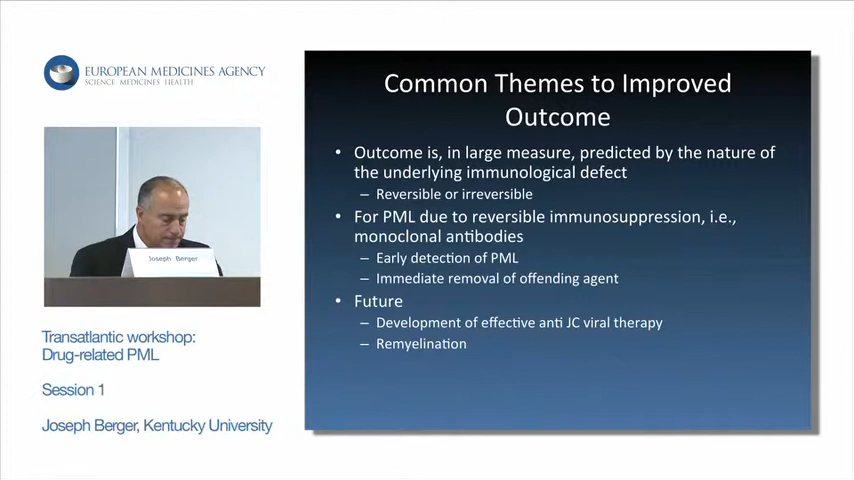 EUROPEAN MEDICINES AGENCY
SCIENCE MEDICINES HEALTH
Joseph Berger
Transatlantic workshop:
Drug-related PML
Session 1
Joseph Berger, Kentucky University
Common Themes to Improved
Outcome
• Outcome is, in large measure, predicted by the nature of
the underlying immunological defect
– Reversible or irreversible
• For PML due to reversible immunosuppression, i.e.,
monoclonal antibodies
– Early detection of PML
– Immediate removal of offending agent
• Future
– Development of effective anti JC viral therapy
– Remyelination